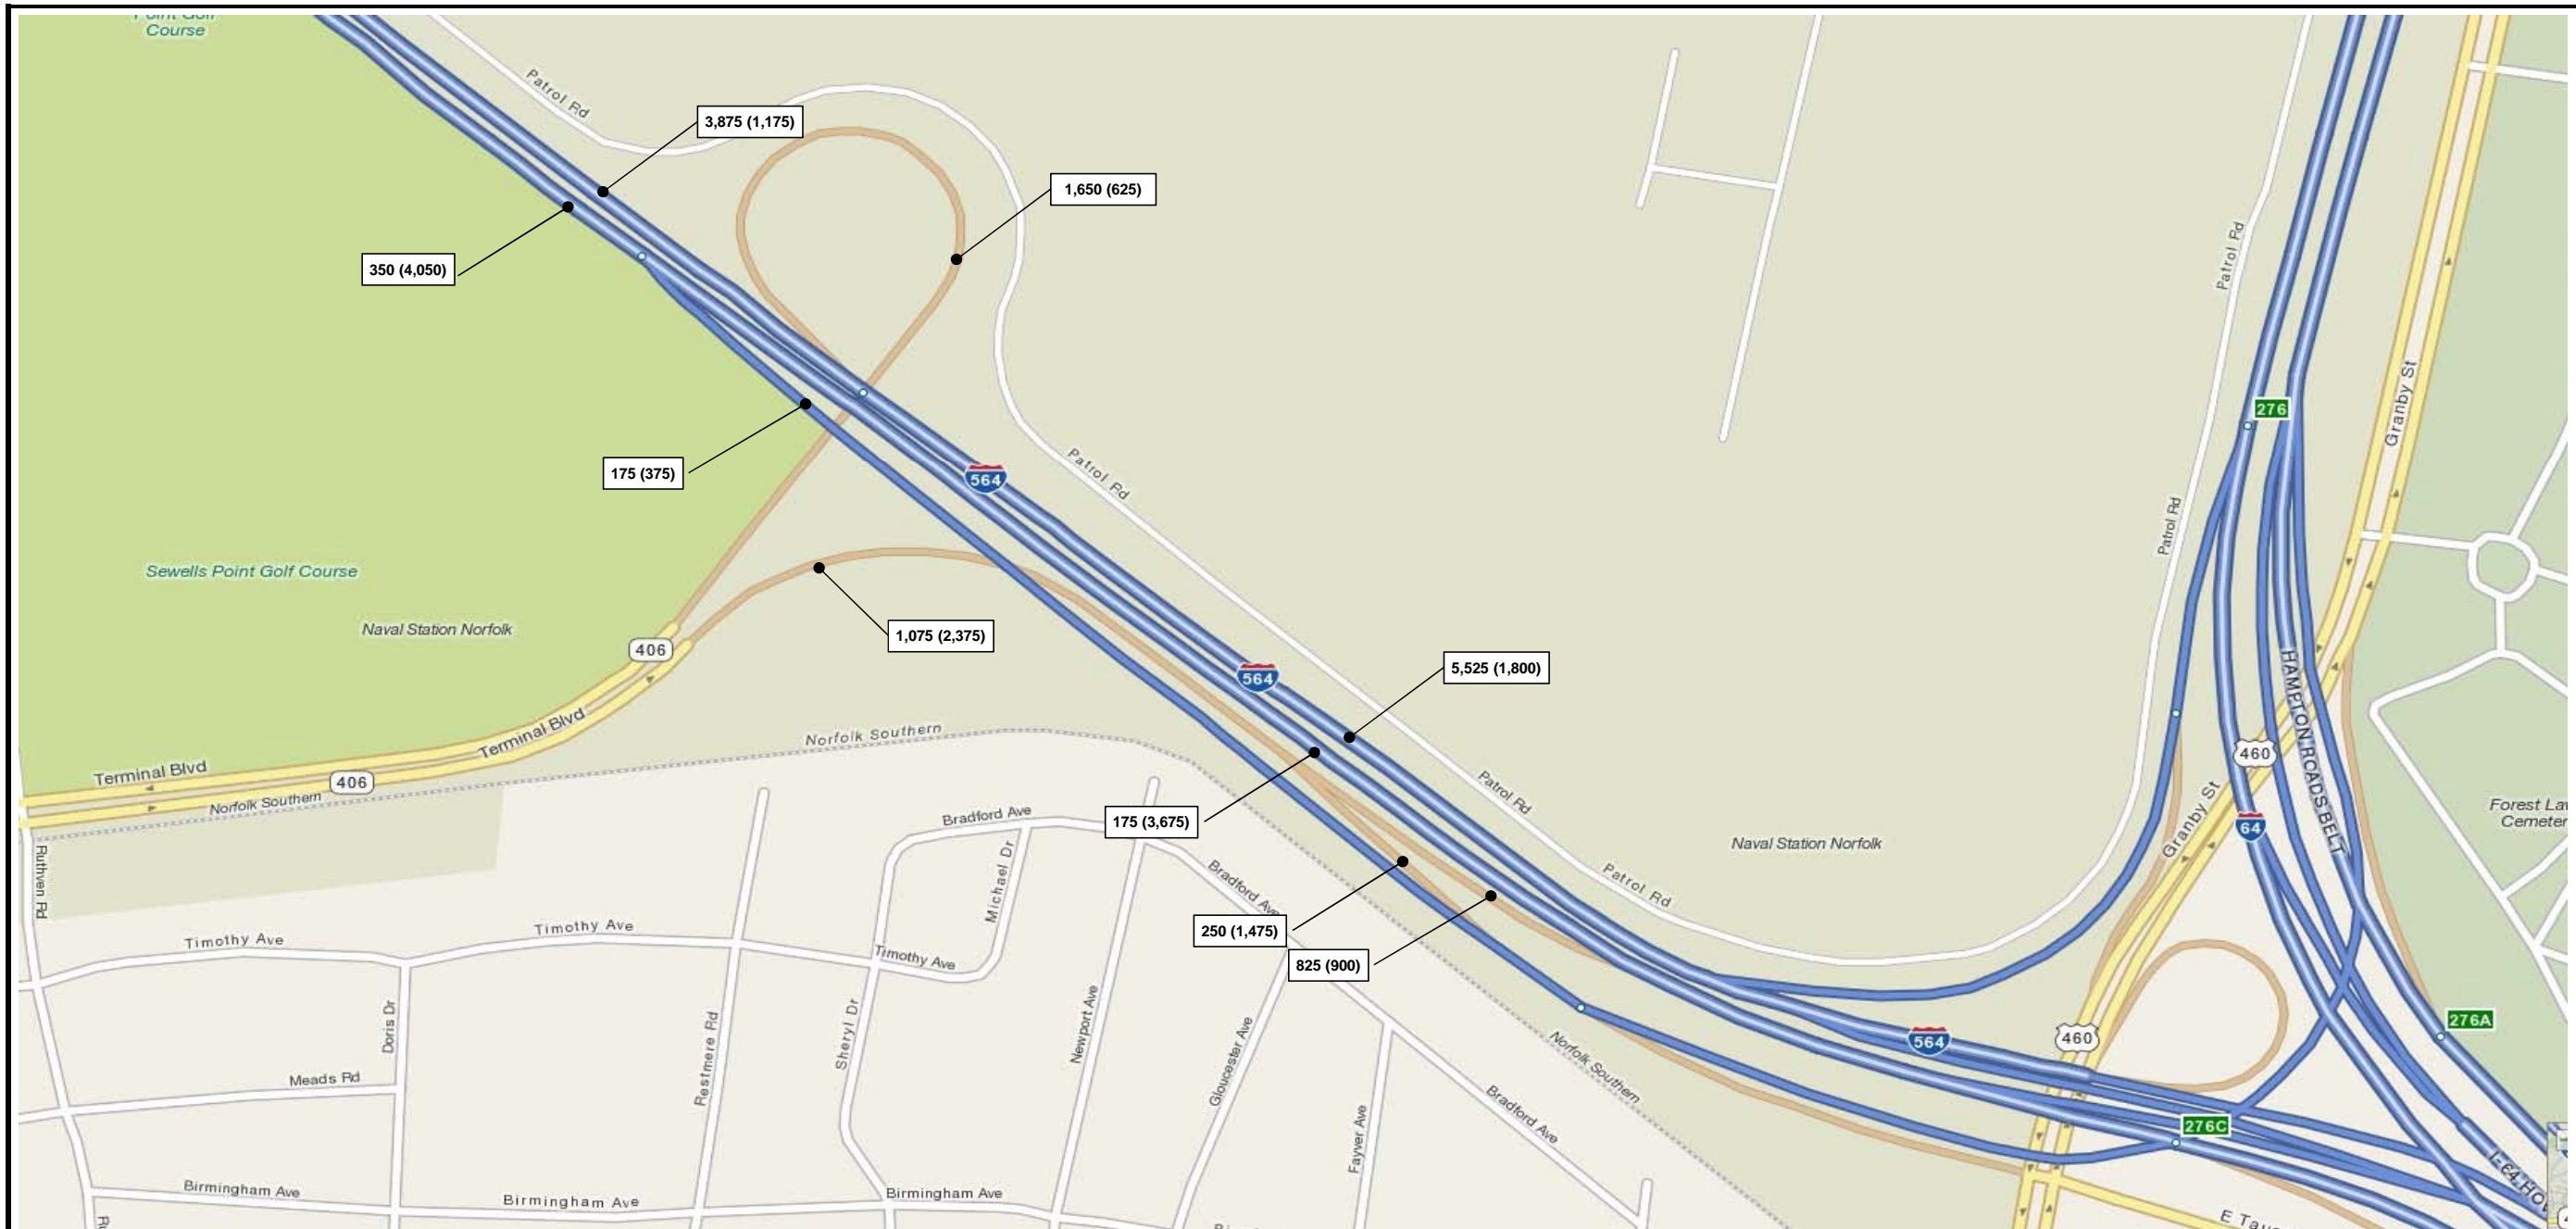 Point Golf
Course
Patrol Rd
3,875 (1,175)
1,650 (625)
350 (4,050)
Patrol Rd
276
Granby St
175 (375)
564
Patrol Rd
Patrol Rd
Sewells Point Golf Course
Naval Station Norfolk
406
1,075 (2,375)
564
5,525 (1,800)
HAMPTON ROADS BELT
Terminal Blvd
Norfolk Southern
460
Terminal Blvd
406
Norfolk Southern
Patrol Rd
Granby St
64
Forest La
Cemeter
175 (3,675)
Bradford Ave
Naval Station Norfolk
Ruthven Rd
Michael Dr
Bradford Ave
Patrol Rd
250 (1,475)
825 (900)
Timothy Ave
Timothy Ave
Timothy Ave
Doris Dr
Restmere Rd
Sheryl Dr
Newport Ave
Gloucester Ave
Norfolk Southern
564
460
276A
Meads Rd
Fayver Ave
Bradford Ave
276C
I-64 HO
Birmingham Ave
Birmingham Ave
Birmingham Ave